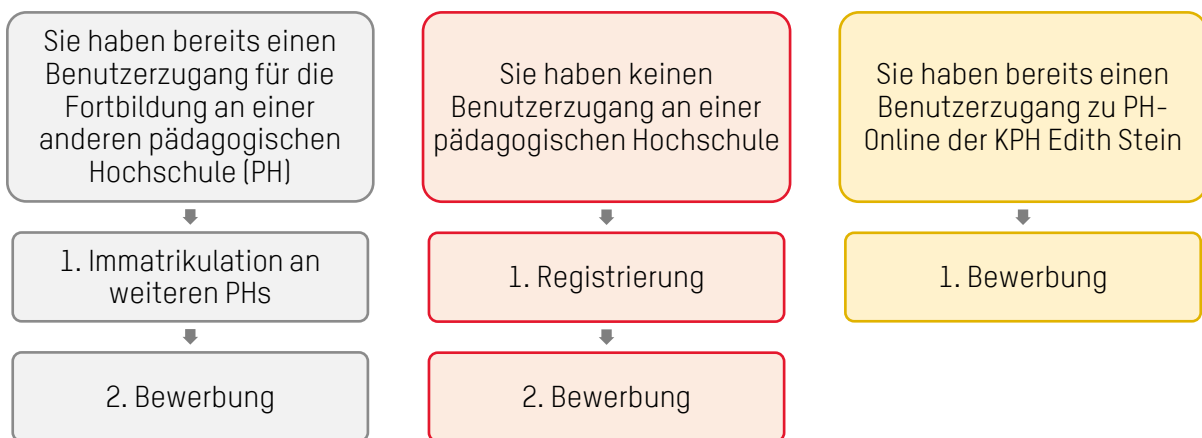 Sie haben bereits einen
Benutzerzugang für die
Fortbildung an einer
anderen pädagogischen
Hochschule (PH)
1. Immatrikulation an
weiteren PHs
2. Bewerbung
Sie haben keinen
Benutzerzugang an einer
pädagogischen Hochschule
1. Registrierung
2. Bewerbung
Sie haben bereits einen
Benutzerzugang zu PH-
Online der KPH Edith Stein
1. Bewerbung